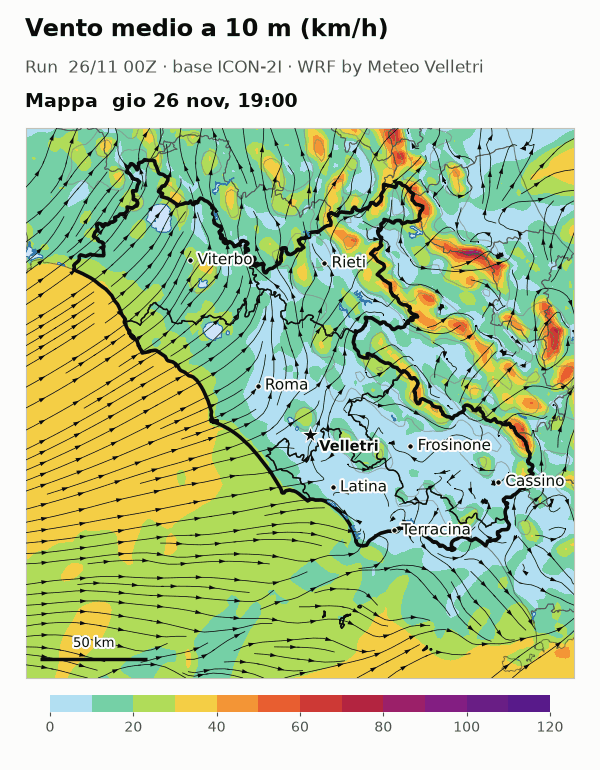 Vento medio a 10 m (km/h)
Run  26/11 00Z · base ICON-2I · WRF by Meteo Velletri
Mappa  gio 26 nov, 19:00
Viterbo
Rieti
Roma
Velletri
Frosinone
Latina
Cassino
Terracina
50 km
0 20 40 60 80 100 120